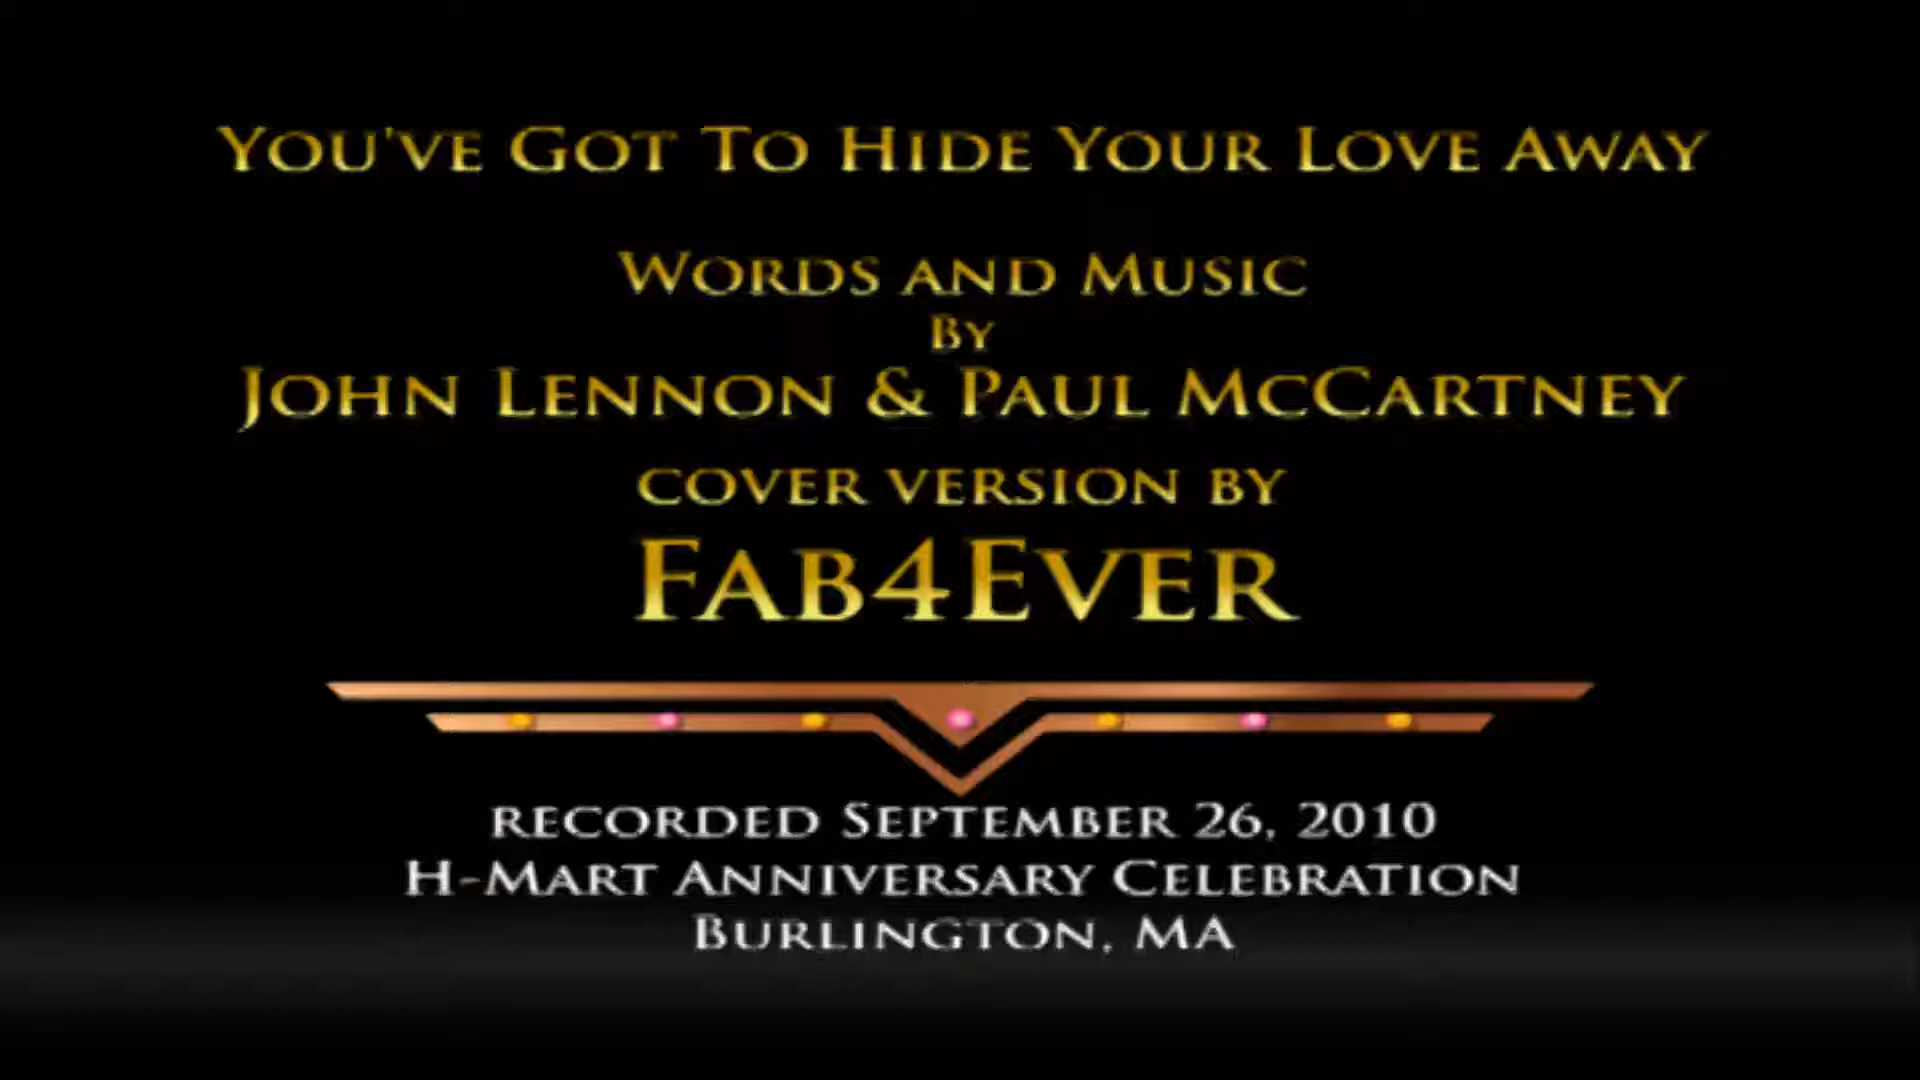 You've Got To Hide Your Love Away
Words and Music
By
John Lennon & Paul McCartney
cover version by
Fab4Ever
recorded September 26, 2010
H-Mart Anniversary Celebration
Burlington, MA